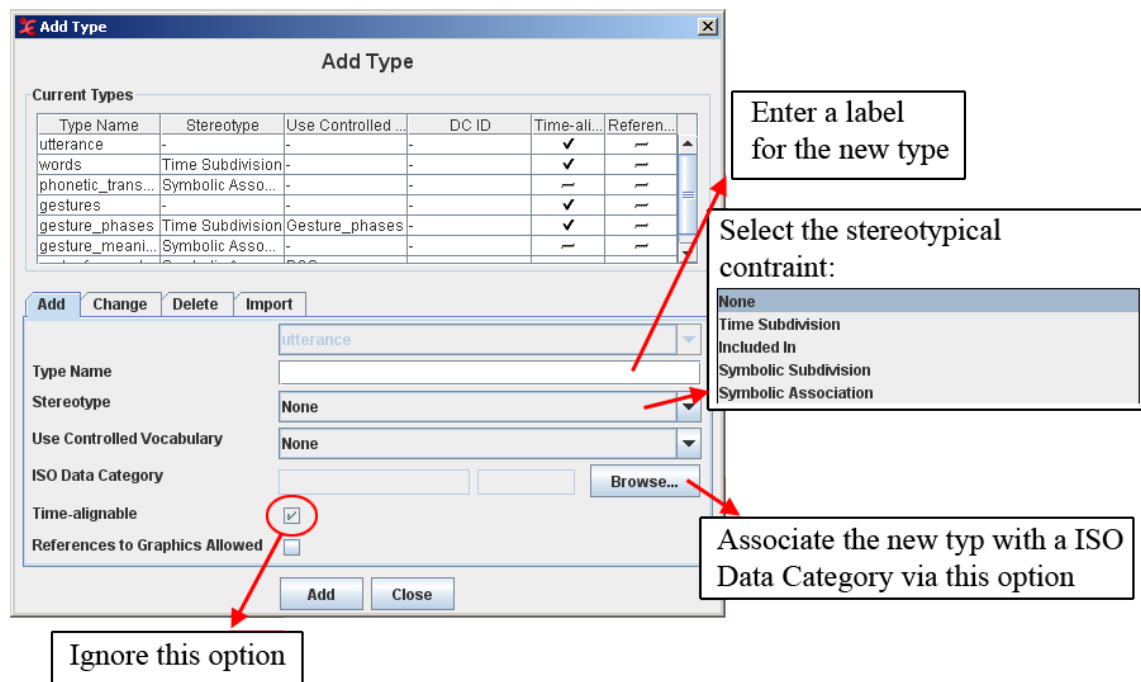 Add Type
Add Type
Current Types
Type Name Stereotype Use Controlled ... DC ID Time-ali... Referen...
utterance - - -
words Time Subdivision - -
phonetic_trans... Symbolic Asso... - -
gestures - - -
gesture_phases Time Subdivision Gesture_phases -
gesture_meani... Symbolic Asso... - -
Add Change Delete Import
utterance
Type Name
Stereotype None
Use Controlled Vocabulary None
ISO Data Category Browse...
Time-alignable
References to Graphics Allowed
Add Close
Enter a label
for the new type
Select the stereotypical
contraint:
None
Time Subdivision
Included In
Symbolic Subdivision
Symbolic Association
Associate the new typ with a ISO
Data Category via this option
Ignore this option